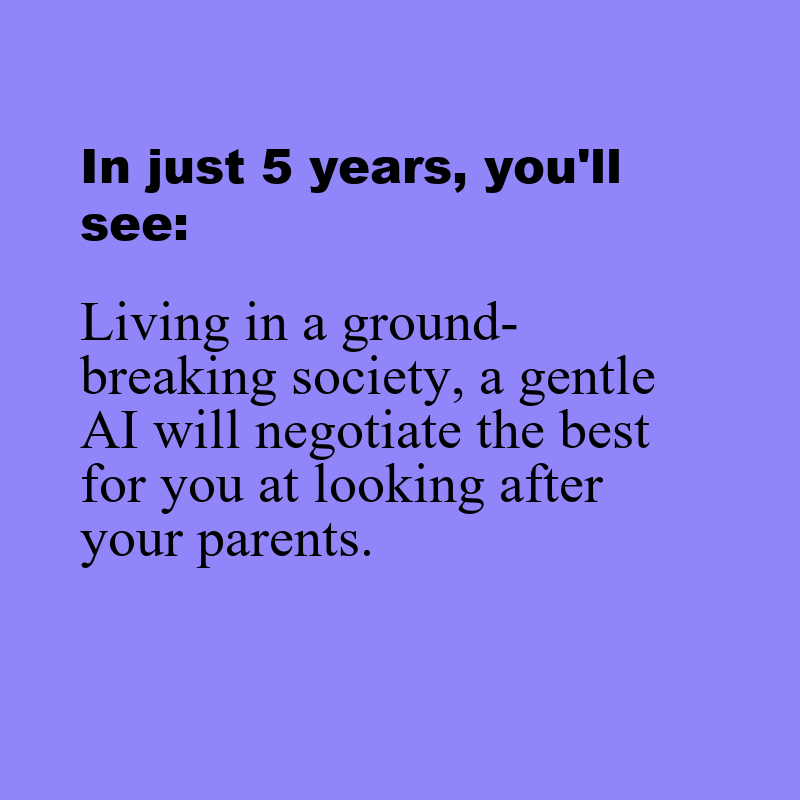 In just 5 years, you'll
see:
Living in a ground-
breaking society, a gentle
AI will negotiate the best
for you at looking after
your parents.